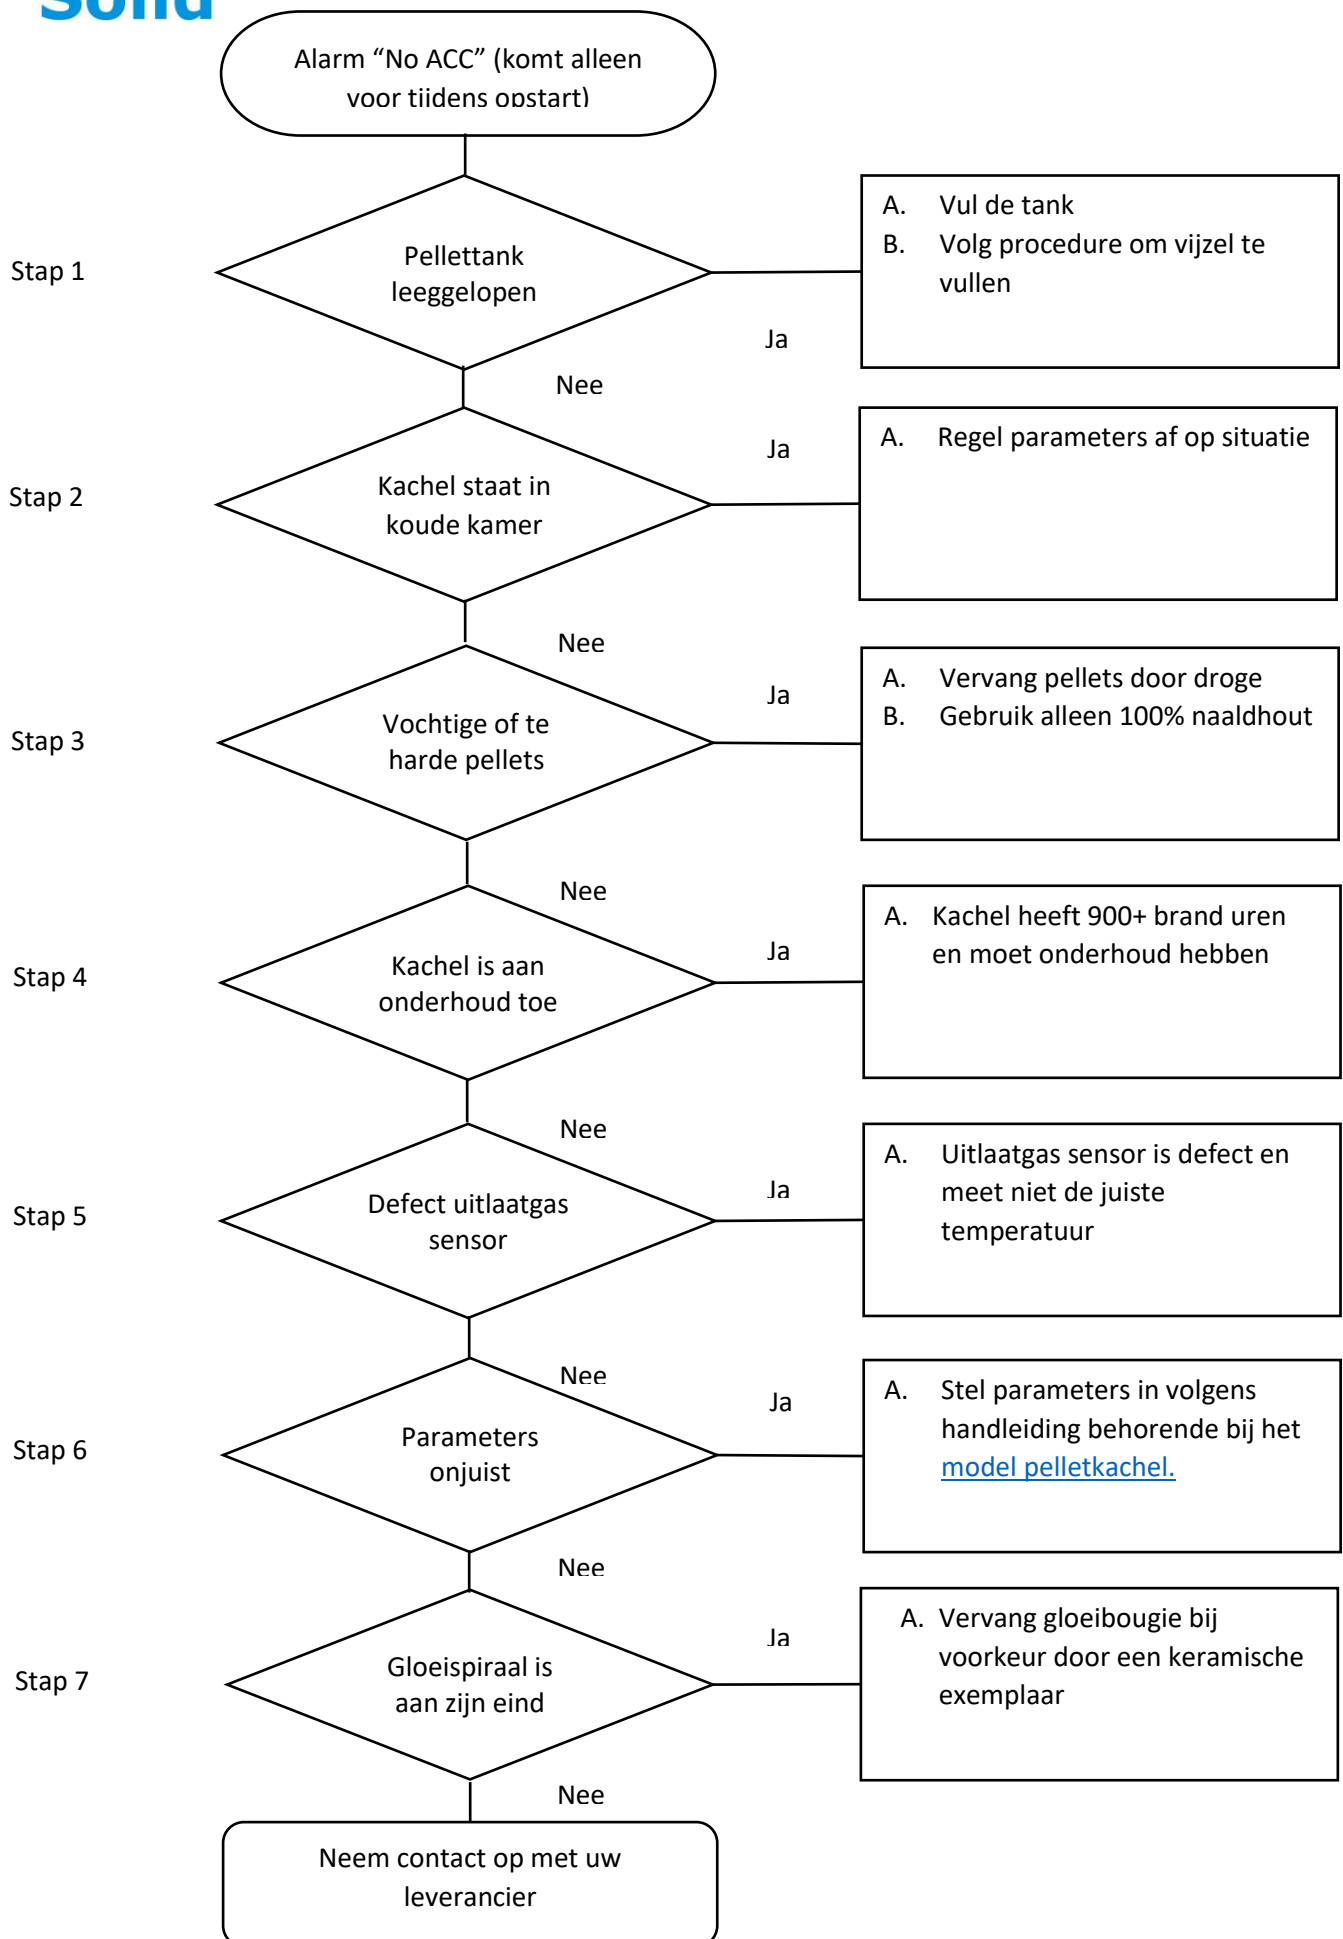 Solid
Alarm “No ACC” (komt alleen
voor tijdens opstart)
Stap 1
Pellettank
leeggelopen
Ja
A. Vul de tank
B. Volg procedure om vijzel te
vullen
Nee
Stap 2
Kachel staat in
koude kamer
Ja
A. Regel parameters af op situatie
Nee
Stap 3
Vochtige of te
harde pellets
Ja
A. Vervang pellets door droge
B. Gebruik alleen 100% naaldhout
Nee
Stap 4
Kachel is aan
onderhoud toe
Ja
A. Kachel heeft 900+ brand uren
en moet onderhoud hebben
Nee
Stap 5
Defect uitlaatgas
sensor
Ja
A. Uitlaatgas sensor is defect en
meet niet de juiste
temperatuur
Nee
Stap 6
Parameters
onjuist
Ja
A. Stel parameters in volgens
handleiding behorende bij het
model pelletkachel.
Nee
Stap 7
Gloeispiraal is
aan zijn eind
Ja
A. Vervang gloeibougie bij
voorkeur door een keramische
exemplaar
Nee
Neem contact op met uw
leverancier